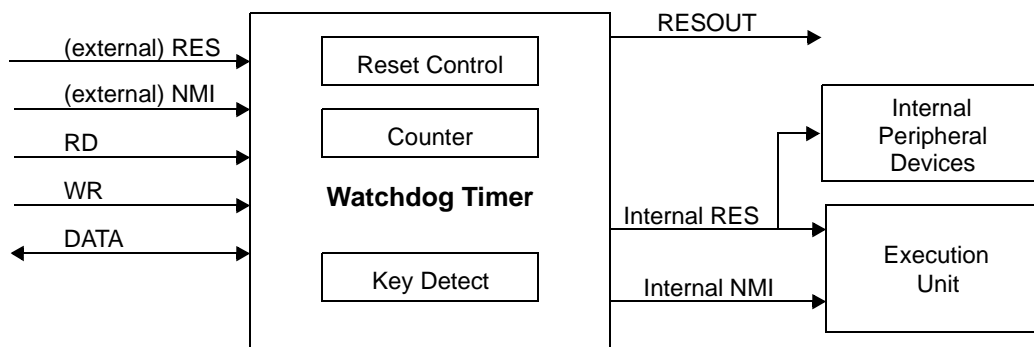 (external) RES
(external) NMI
RD
WR
DATA
Reset Control
Counter
Watchdog Timer
Key Detect
RESOUT
Internal RES
Internal NMI
Internal
Peripheral
Devices
Execution
Unit